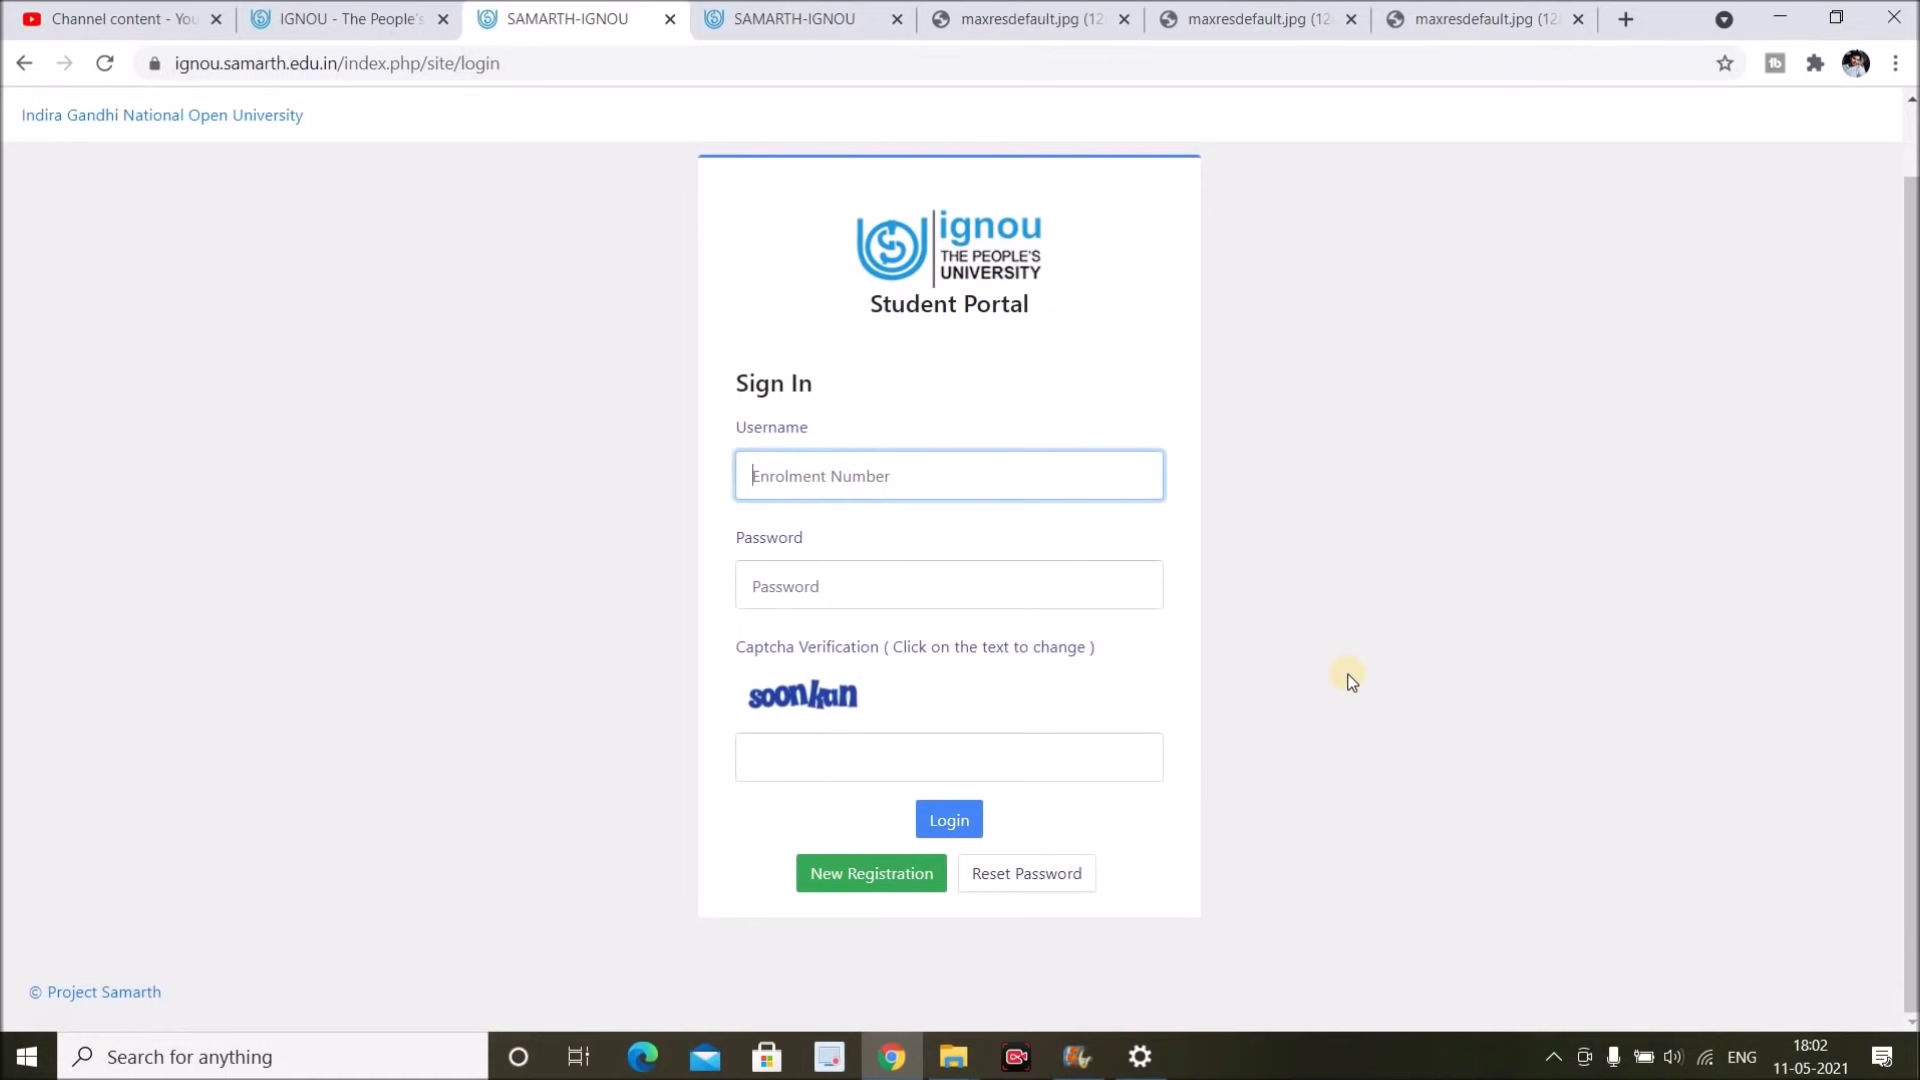 Channel content - You
IGNOU - The People's
SAMARTH-IGNOU
SAMARTH-IGNOU
maxresdefault.jpg (12
maxresdefault.jpg (12
maxresdefault.jpg (12
ignou.samarth.edu.in/index.php/site/login
Indira Gandhi National Open University
ignou
THE PEOPLE'S
UNIVERSITY
Student Portal
Sign In
Username
Enrolment Number
Password
Password
Captcha Verification ( Click on the text to change )
soonkun
Login
New Registration
Reset Password
© Project Samarth
Search for anything
ENG
18:02
11-05-2021